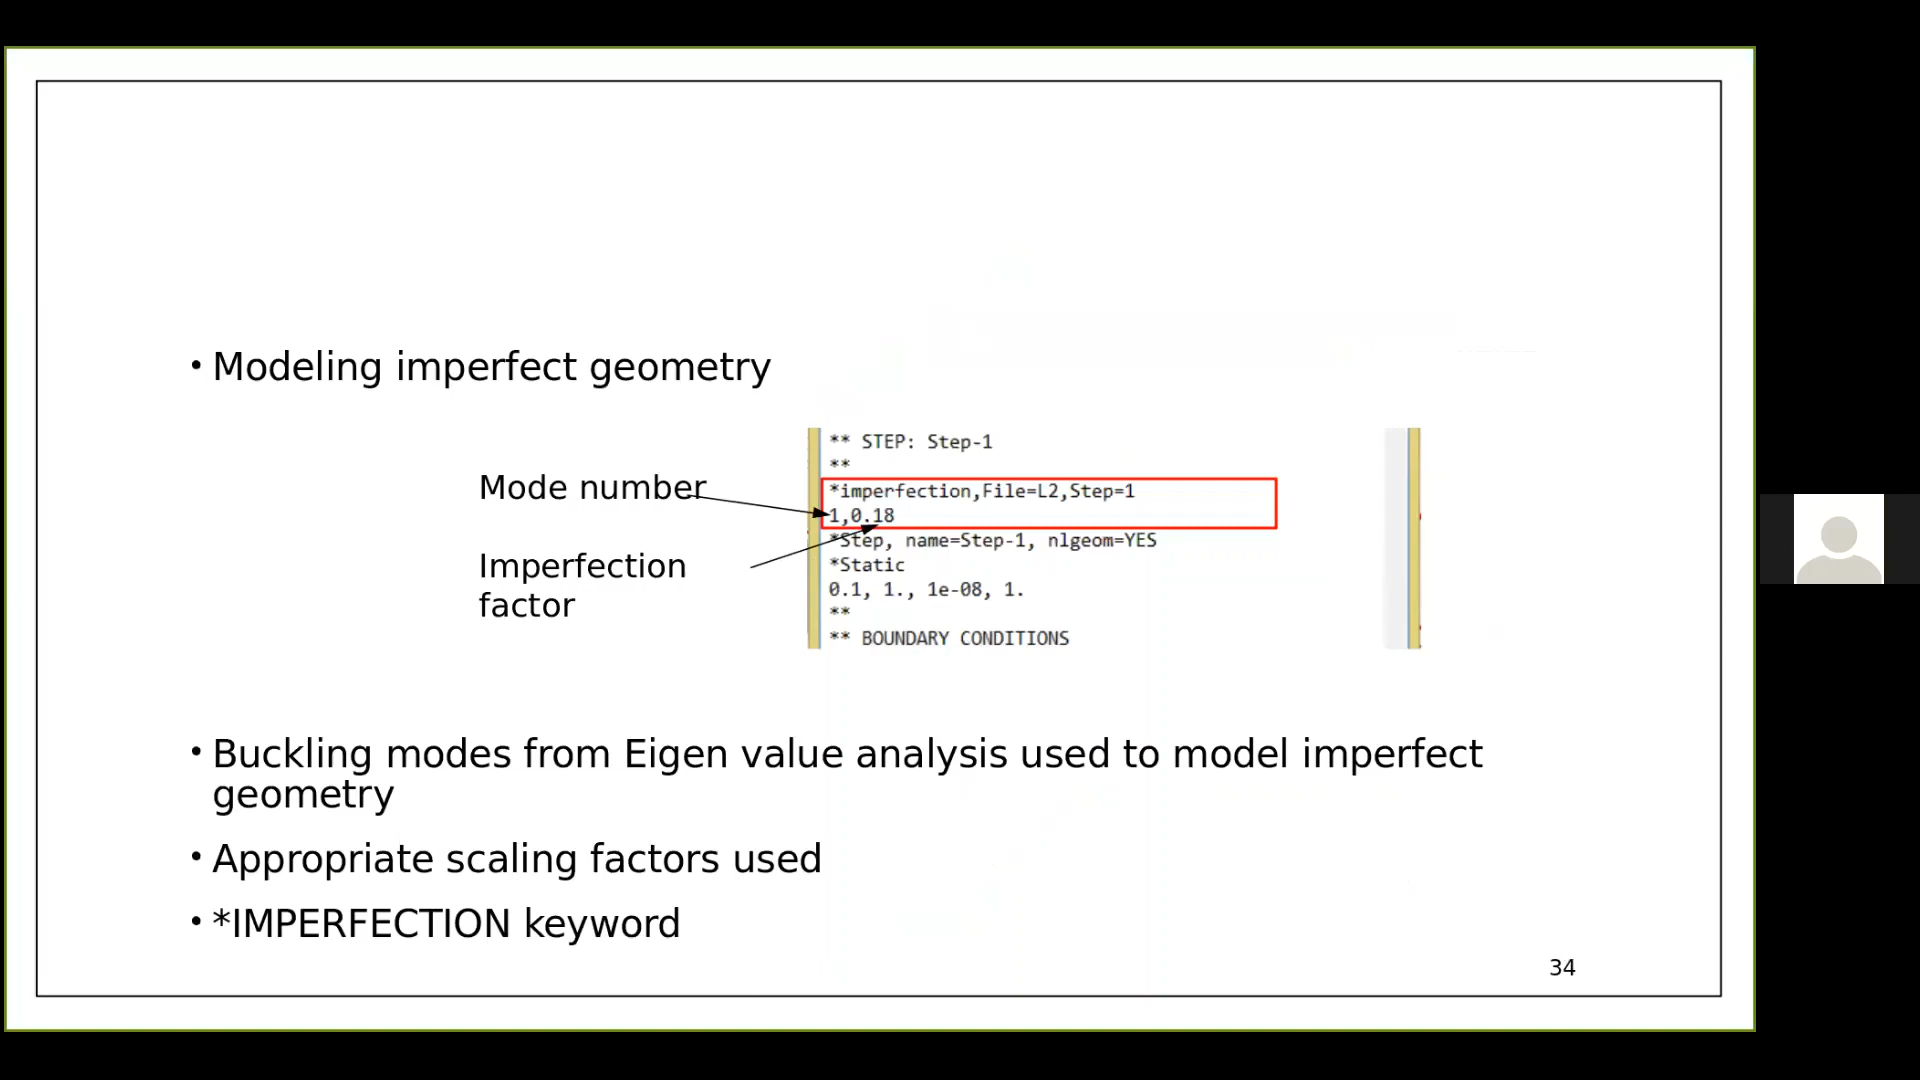 • Modeling imperfect geometry
** STEP: Step-1
**
Mode number
*imperfection,File=L2,Step=1
1,0.18
*Step, name=Step-1, nlgeom=YES
Imperfection
factor
*Static
0.1, 1., 1e-08, 1.
**
** BOUNDARY CONDITIONS
• Buckling modes from Eigen value analysis used to model imperfect
geometry
• Appropriate scaling factors used
• *IMPERFECTION keyword
34